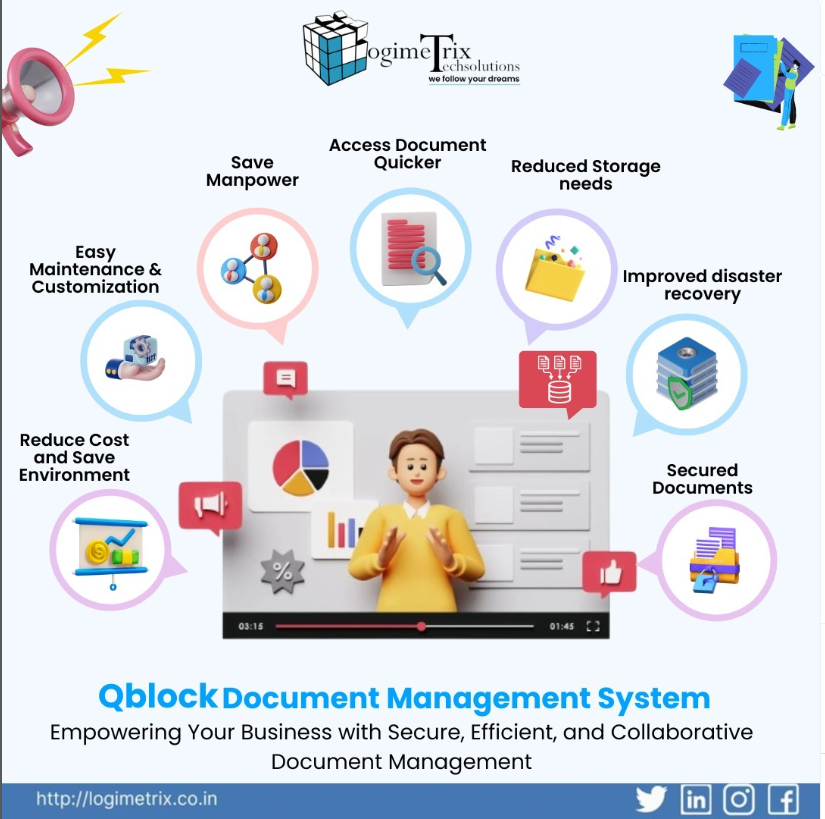 LogimeTrix
Techsolutions
we follow your dreams
Access Document
Quicker
Save
Manpower
Reduced Storage
needs
Easy
Maintenance &
Customization
Improved disaster
recovery
Reduce Cost
and Save
Environment
Secured
Documents
%
03:15
01:45
Qblock Document Management System
Empowering Your Business with Secure, Efficient, and Collaborative
Document Management
http://logimetrix.co.in